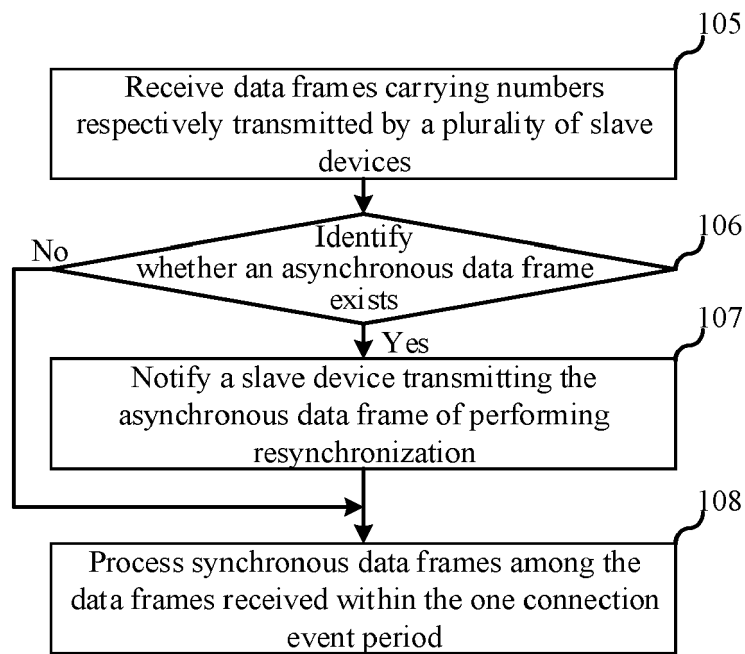 105
Receive data frames carrying numbers
respectively transmitted by a plurality of slave
devices
106
No
Identify
whether an asynchronous data frame
exists
107
Yes
Notify a slave device transmitting the
asynchronous data frame of performing
resynchronization
108
Process synchronous data frames among the
data frames received within the one connection
event period